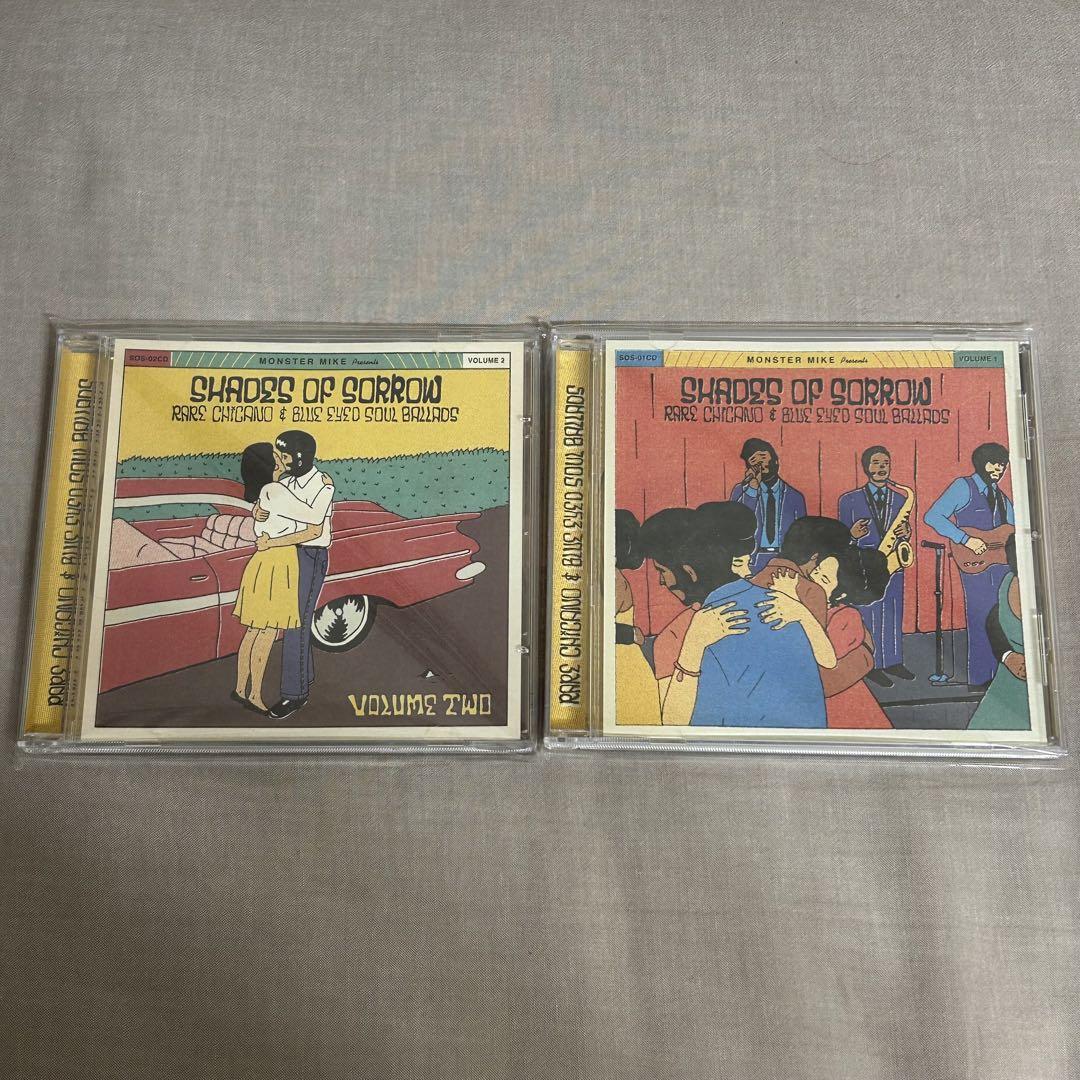 RARE CHICANO & BLUE EYED SOUL BALLADS
SOS-02CD
MONSTER MIKE Presents
VOLUME 2
SHADES OF SORROW
RARE CHICANO & BLUE EYED SOUL BALLADS
VOLUME TWO
RARE CHICANO & BLUE EYED SOUL BALLADS
SOS-01CD
MONSTER MIKE Presents
VOLUME 1
SHADES OF SORROW
RARE CHICANO & BLUE EYED SOUL BALLADS